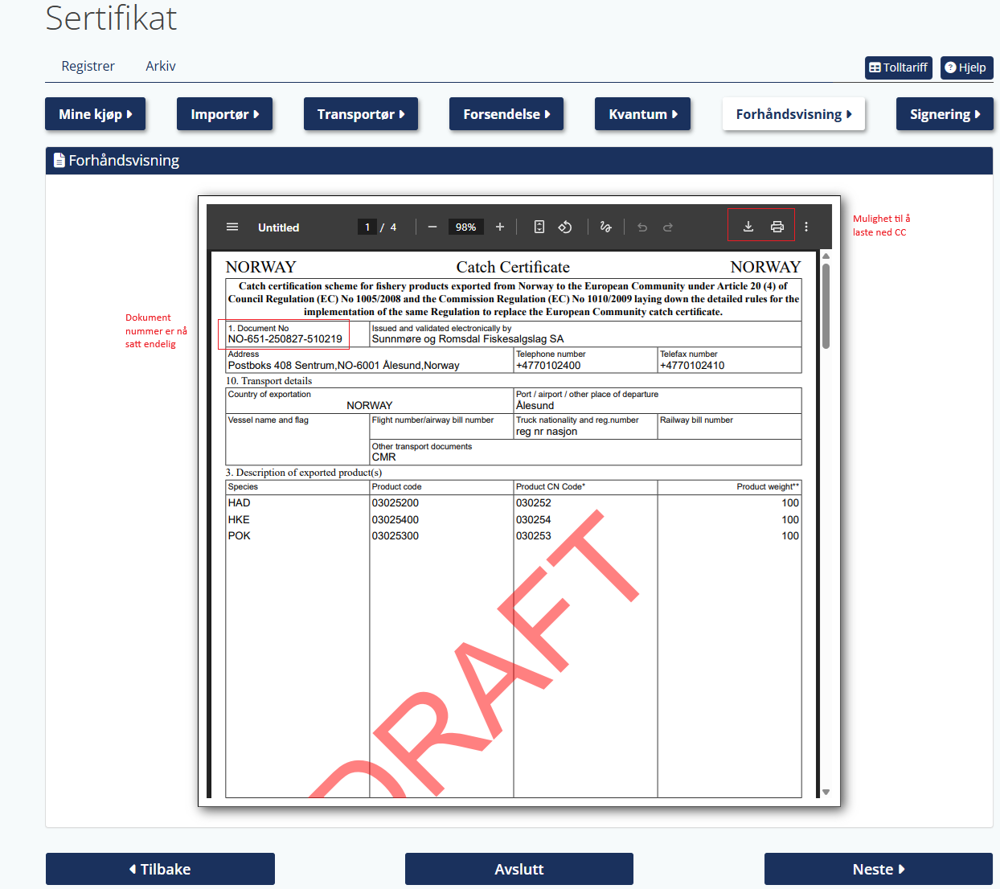 Sertifikat
Registrer Arkiv Tolltariff Hjelp
Mine kjøp Importør Transportør Forsendelse Kvantum Forhåndsvisning Signering
Forhåndsvisning
Untitled 1 / 4 98%
Mulighet til å
laste ned CC
NORWAY Catch Certificate NORWAY
Catch certification scheme for fishery products exported from Norway to the European Community under Article 20 (4) of
Council Regulation (EC) No 1005/2008 and the Commission Regulation (EC) No 1010/2009 laying down the detailed rules for the
implementation of the same Regulation to replace the European Community catch certificate.
Dokument
nummer er nå
satt endelig
1. Document No Issued and validated electronically by
NO-651-250827-510219 Sunnmøre og Romsdal Fiskesalgslag SA
Address Telephone number Telefax number
Postboks 408 Sentrum,NO-6001 Ålesund,Norway +4770102400 +4770102410
10. Transport details
Country of exportation Port / airport / other place of departure
NORWAY Ålesund
Vessel name and flag Flight number/airway bill number Truck nationality and reg.number Railway bill number
reg nr nasjon
Other transport documents
CMR
3. Description of exported product(s)
Species Product code Product CN Code* Product weight**
HAD 03025200 030252 100
HKE 03025400 030254 100
POK 03025300 030253 100
DRAFT
Tilbake Avslutt Neste